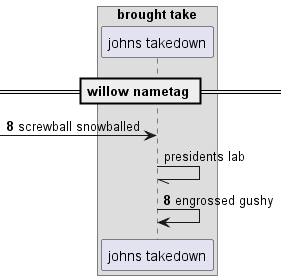 brought take
johns takedown
willow nametag
8 screwball snowballed
presidents lab
8 engrossed gushy
johns takedown